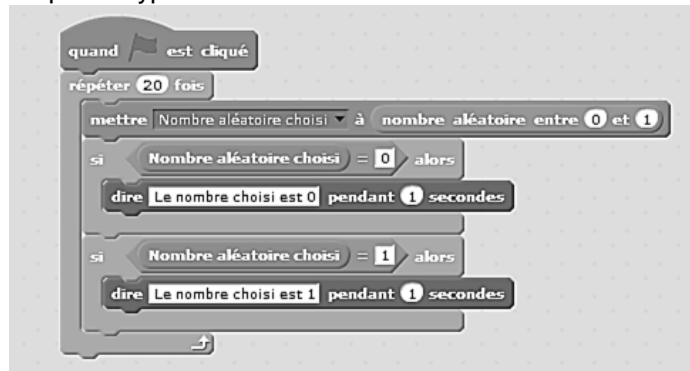 quand est cliqué
répéter 20 fois
mettre Nombre aléatoire choisi à nombre aléatoire entre 0 et 1
si Nombre aléatoire choisi = 0 alors
dire Le nombre choisi est 0 pendant 1 secondes
si Nombre aléatoire choisi = 1 alors
dire Le nombre choisi est 1 pendant 1 secondes